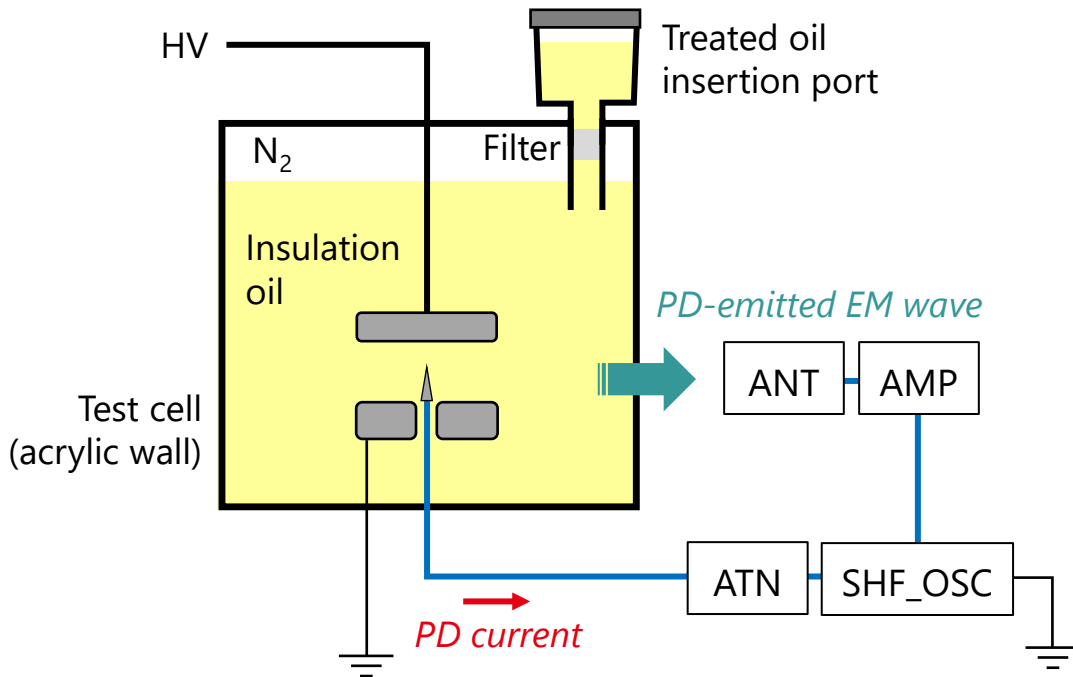 HV
Treated oil
insertion port
N₂
Filter
Insulation
oil
PD-emitted EM wave
ANT
AMP
Test cell
(acrylic wall)
ATN
SHF_OSC
PD current